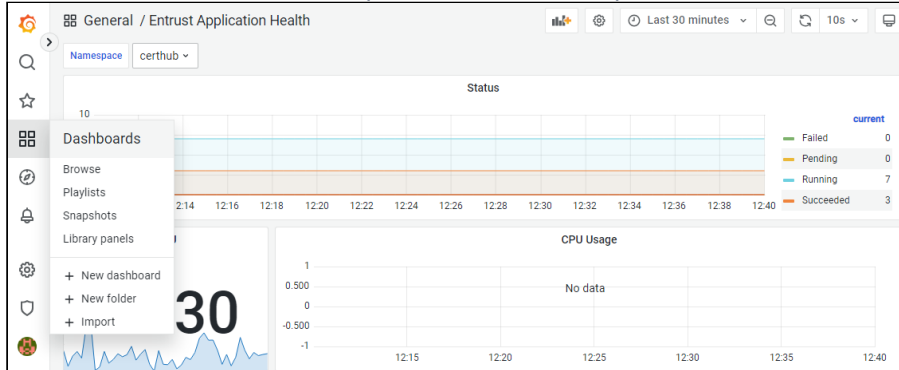 General / Entrust Application Health
Last 30 minutes
10s
Namespace
certhub
Status
10
current
Failed 0
Pending 0
Running 7
Succeeded 3
2:14 12:16 12:18 12:20 12:22 12:24 12:26 12:28 12:30 12:32 12:34 12:36 12:38 12:40
Dashboards
Browse
Playlists
Snapshots
Library panels
+ New dashboard
+ New folder
+ Import
30
CPU Usage
1
0.500
0
-0.500
-1
No data
12:15 12:20 12:25 12:30 12:35 12:40